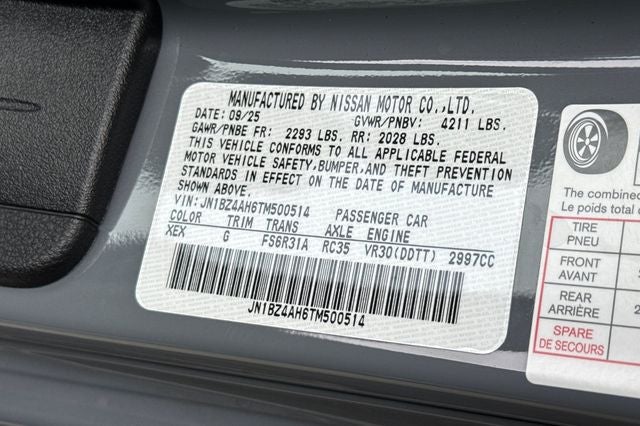 MANUFACTURED BY NISSAN MOTOR CO.,LTD.
DATE: 09/25 GVWR/PNBV: 4211 LBS.
GAWR/PNBE FR: 2293 LBS. RR: 2028 LBS.
THIS VEHICLE CONFORMS TO ALL APPLICABLE FEDERAL
MOTOR VEHICLE SAFETY, BUMPER, AND THEFT PREVENTION
STANDARDS IN EFFECT ON THE DATE OF MANUFACTURE
SHOWN ABOVE.
VIN: JN1BZ4AH6TM500514 PASSENGER CAR
COLOR TRIM TRANS AXLE ENGINE
XEX G FS6R31A RC35 VR30(DDTT) 2997CC
JN1BZ4AH6TM500514
The combined
Le poids total
TIRE
PNEU
FRONT
AVANT
REAR
ARRIÈRE
SPARE
DE SECOURS